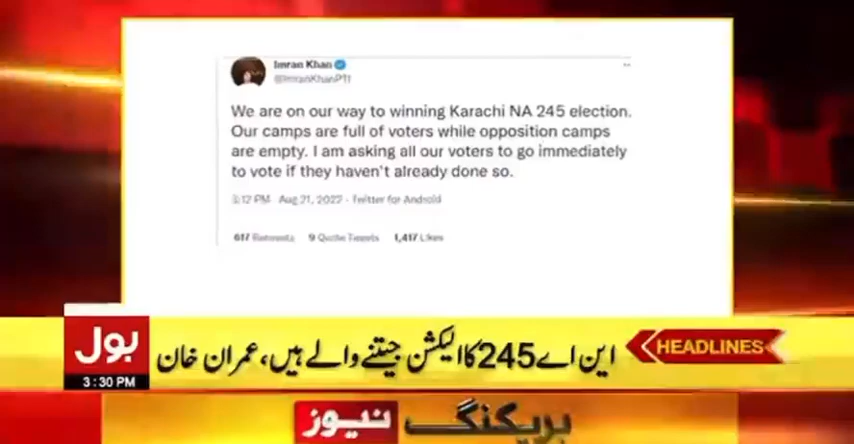 Imran Khan
@ImranKhanPTI
We are on our way to winning Karachi NA 245 election.
Our camps are full of voters while opposition camps
are empty. I am asking all our voters to go immediately
to vote if they haven't already done so.
3:12 PM · Aug 21, 2022 · Twitter for Android
617 Retweets 9 Quote Tweets 1,417 Likes
بول
3:30 PM
این اے 245 کا الیکشن جیتنے والے ہیں، عمران خان
HEADLINES
بریکنگ نیوز